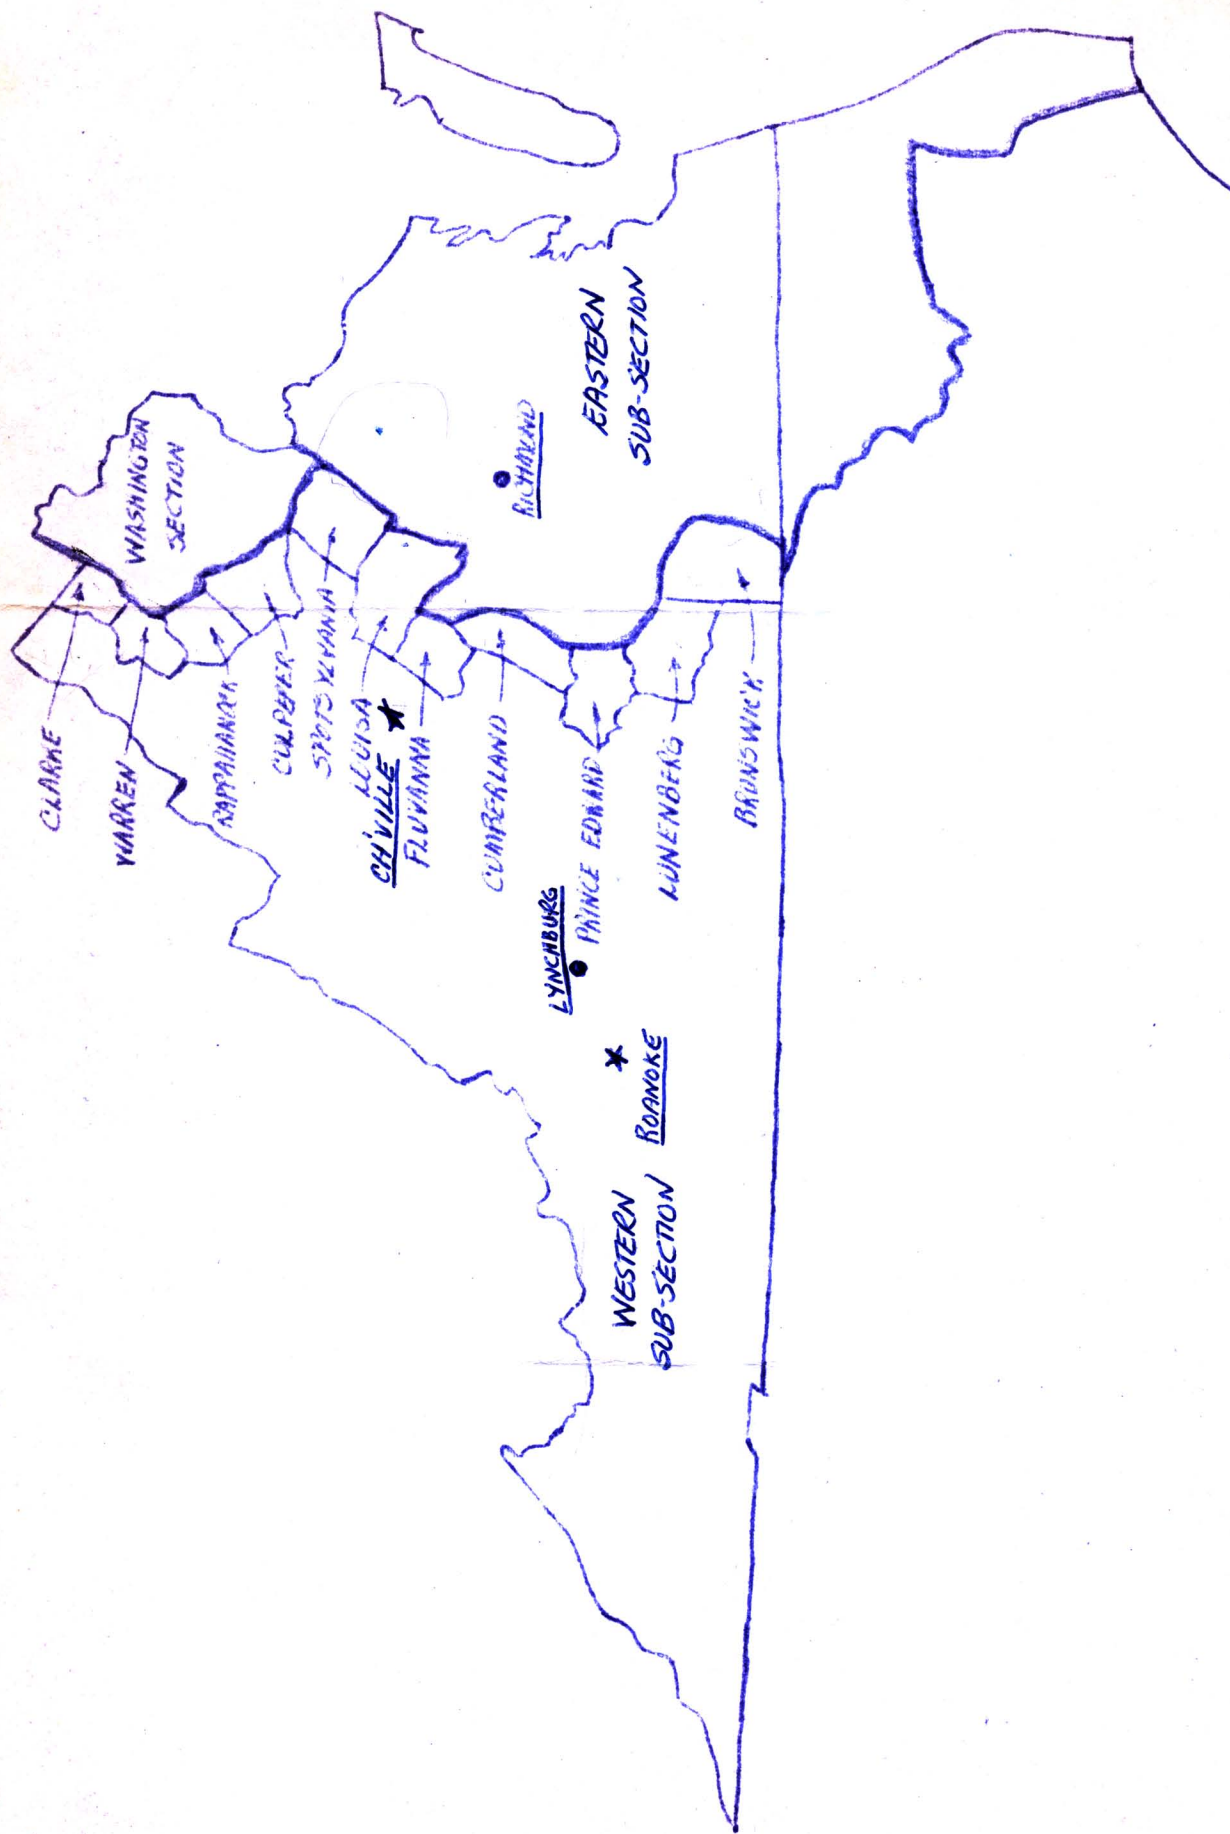 WASHINGTON
SECTION
CLARKE
WARREN
RAPPAHANNOCK
CULPEPER
SPOTSYLVANIA
LOUISA
CH'VILLE
FLUVANNA
CUMBERLAND
LYNCHBURG
PRINCE EDWARD
LUNENBERG
BRUNSWICK
RICHMOND
EASTERN
SUB-SECTION
ROANOKE
WESTERN
SUB-SECTION